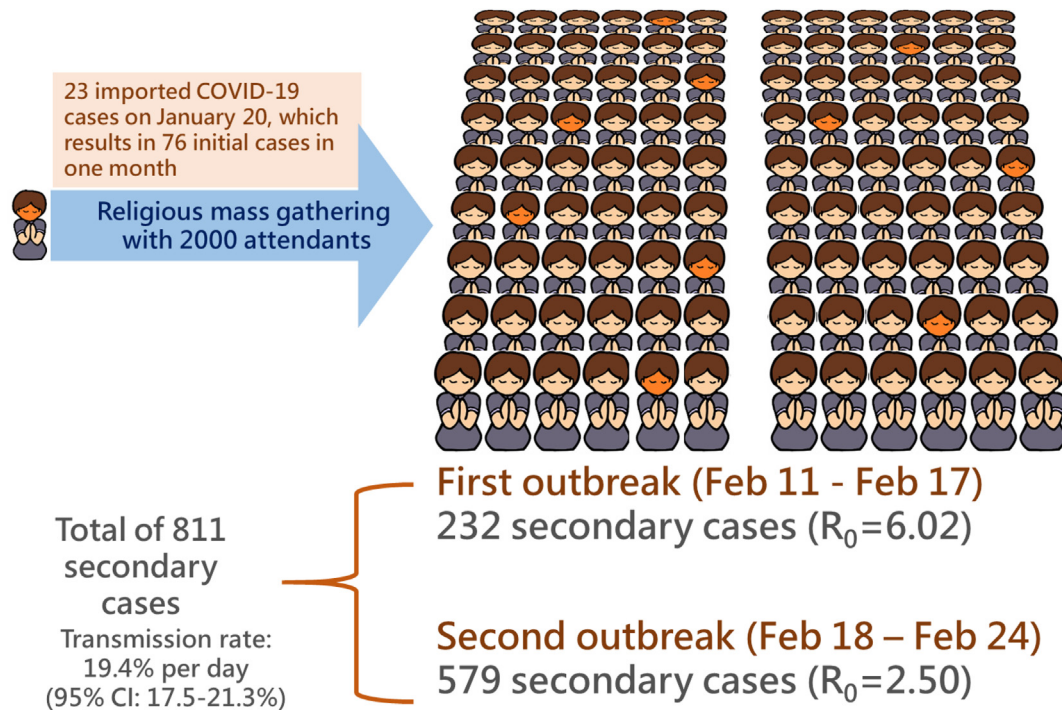 23 imported COVID-19
cases on January 20, which
results in 76 initial cases in
one month
Religious mass gathering
with 2000 attendants
Total of 811
secondary
cases
Transmission rate:
19.4% per day
(95% CI: 17.5-21.3%)
First outbreak (Feb 11 - Feb 17)
232 secondary cases (R₀=6.02)
Second outbreak (Feb 18 – Feb 24)
579 secondary cases (R₀=2.50)